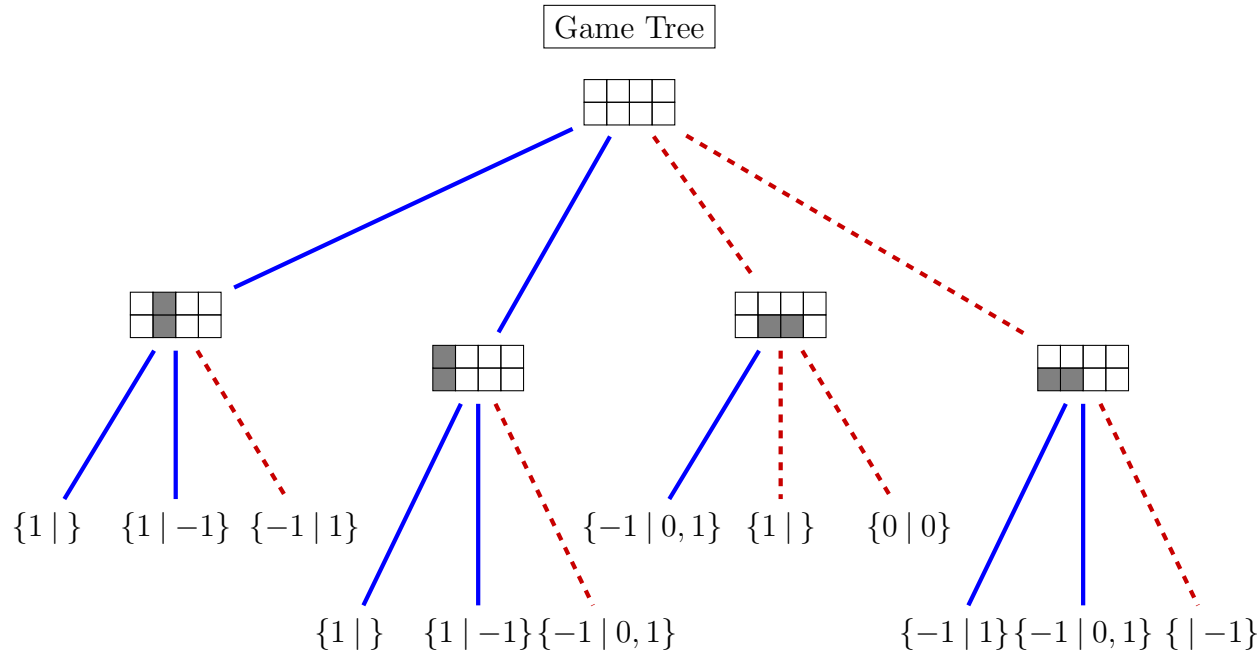 Game Tree
{1 | } {1 | −1} {−1 | 1} {−1 | 0, 1} {1 | } {0 | 0}
{1 | } {1 | −1} {−1 | 0, 1} {−1 | 1} {−1 | 0, 1} { | −1}